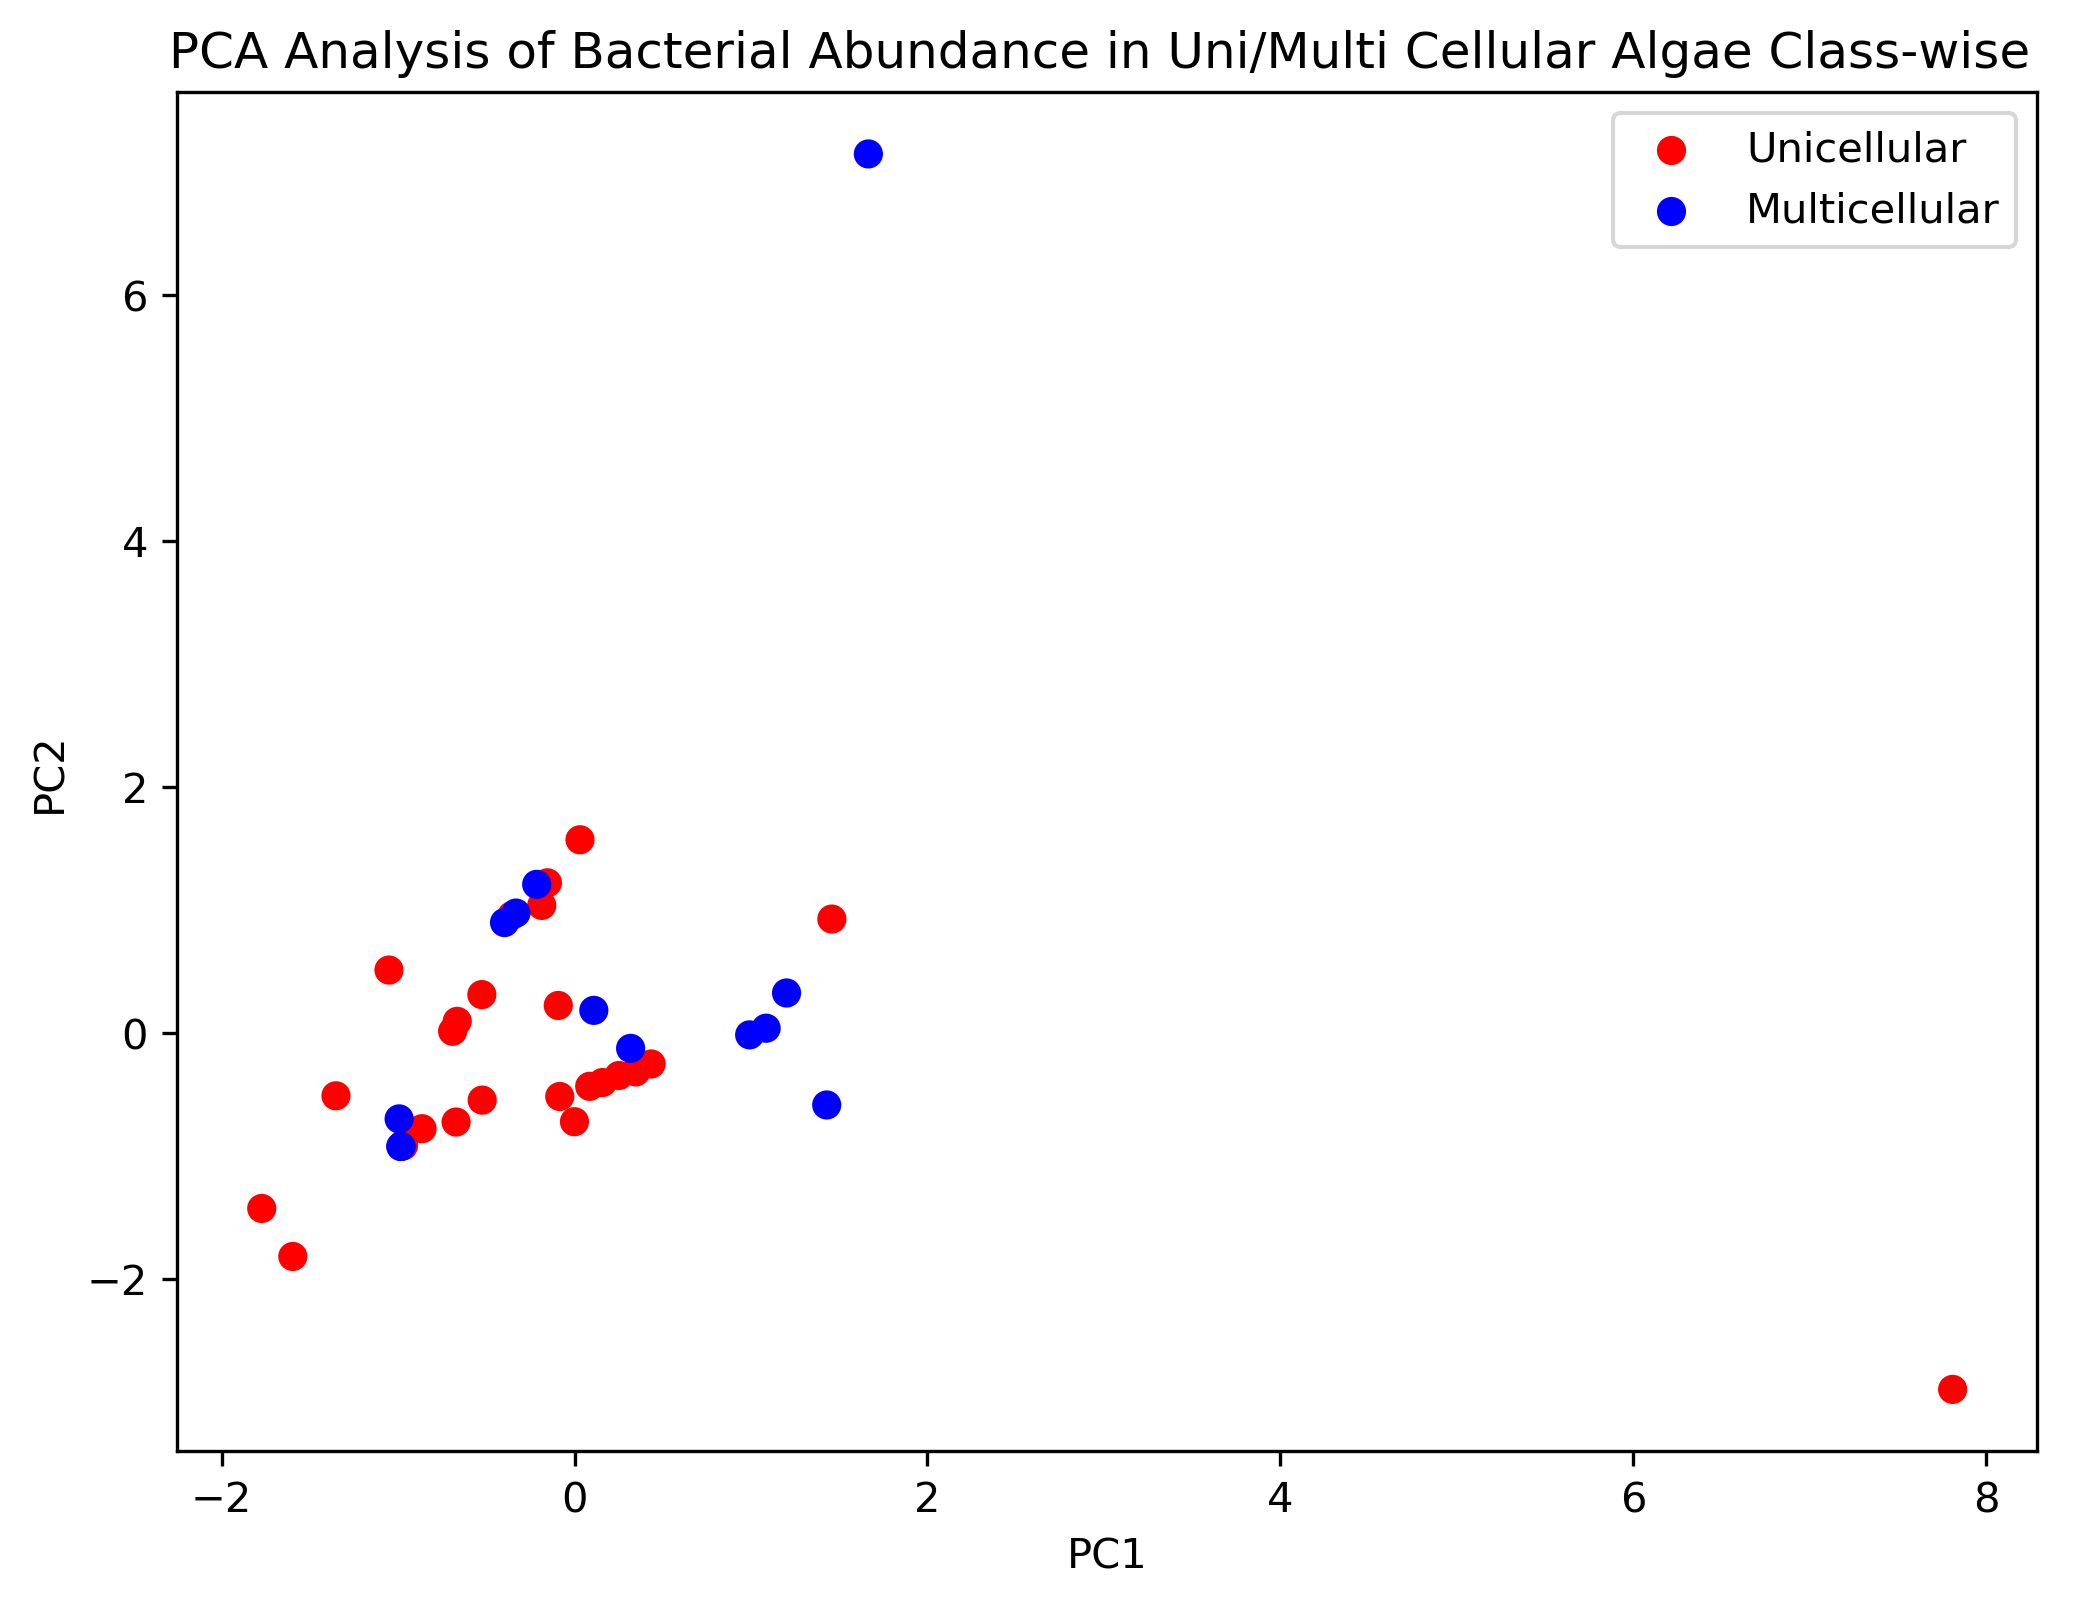 PCA Analysis of Bacterial Abundance in Uni/Multi Cellular Algae Class-wise
Unicellular
Multicellular
6
4
2
0
−2
PC2
−2
0
2
4
6
8
PC1